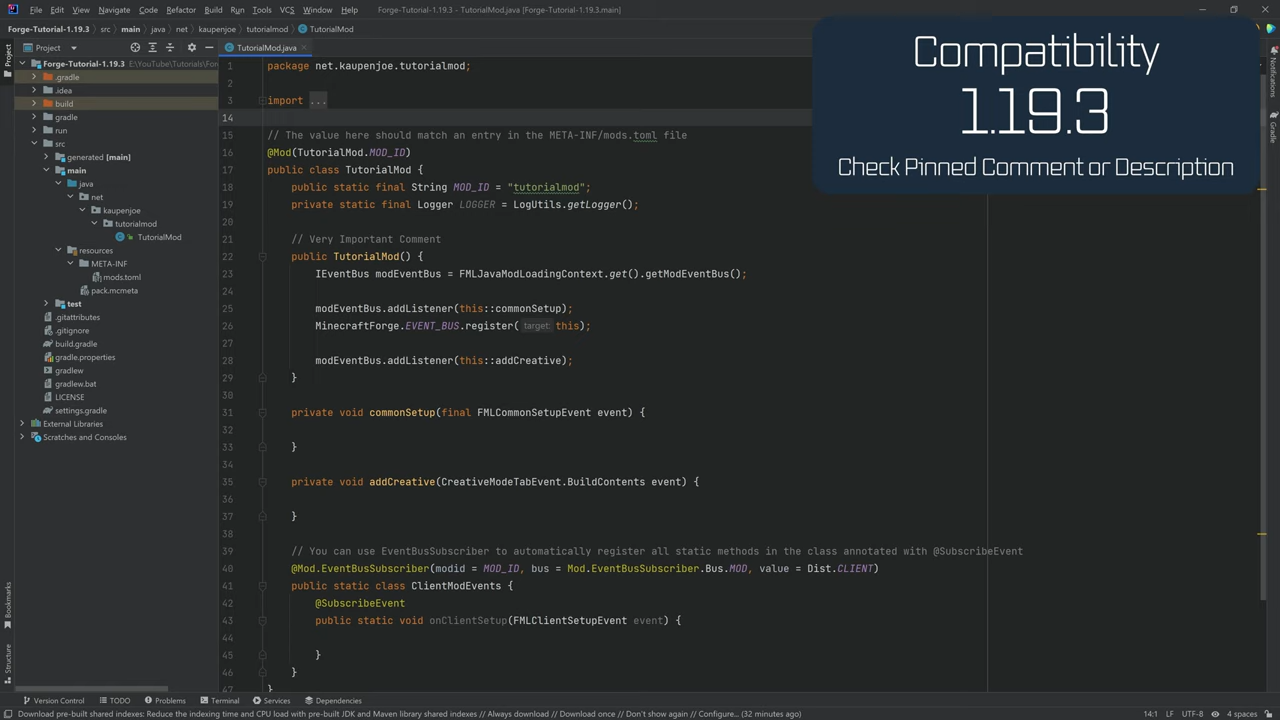 File Edit View Navigate Code Refactor Build Run Tools VCS Window Help Forge-Tutorial-1.19.3 - TutorialMod.java [Forge-Tutorial-1.19.3.main]
Forge-Tutorial-1.19.3 src main java net kaupenjoe tutorialmod TutorialMod
Project
Project
TutorialMod.java
Forge-Tutorial-1.19.3 [main]
.gradle
.idea
build
gradle
run
src
generated [main]
main
java
net
kaupenjoe
tutorialmod
TutorialMod
resources
META-INF
mods.toml
pack.mcmeta
test
.gitattributes
.gitignore
build.gradle
gradle.properties
gradlew
gradlew.bat
LICENSE
settings.gradle
External Libraries
Scratches and Consoles
Bookmarks
Structure
1 package net.kaupenjoe.tutorialmod;
2
3 import ...
14
15 // The value here should match an entry in the META-INF/mods.toml file
16 @Mod(TutorialMod.MOD_ID)
17 public class TutorialMod {
18 public static final String MOD_ID = "tutorialmod";
19 private static final Logger LOGGER = LogUtils.getLogger();
20
21 // Very Important Comment
22 public TutorialMod() {
23 IEventBus modEventBus = FMLJavaModLoadingContext.get().getModEventBus();
24
25 modEventBus.addListener(this::commonSetup);
26 MinecraftForge.EVENT_BUS.register( target: this);
27
28 modEventBus.addListener(this::addCreative);
29 }
30
31 private void commonSetup(final FMLCommonSetupEvent event) {
32
33 }
34
35 private void addCreative(CreativeModeTabEvent.BuildContents event) {
36
37 }
38
39 // You can use EventBusSubscriber to automatically register all static methods in the class annotated with @SubscribeEvent
40 @Mod.EventBusSubscriber(modid = MOD_ID, bus = Mod.EventBusSubscriber.Bus.MOD, value = Dist.CLIENT)
41 public static class ClientModEvents {
42 @SubscribeEvent
43 public static void onClientSetup(FMLClientSetupEvent event) {
44
45 }
46 }
47 }
Compatibility
1.19.3
Check Pinned Comment or Description
Notifications
Gradle
Version Control TODO Problems Terminal Services Dependencies
Download pre-built shared indexes: Reduce the indexing time and CPU load with pre-built JDK and Maven library shared indexes // Always download // Download once // Don't show again // Configure... (32 minutes ago) 14:1 LF UTF-8 4 spaces